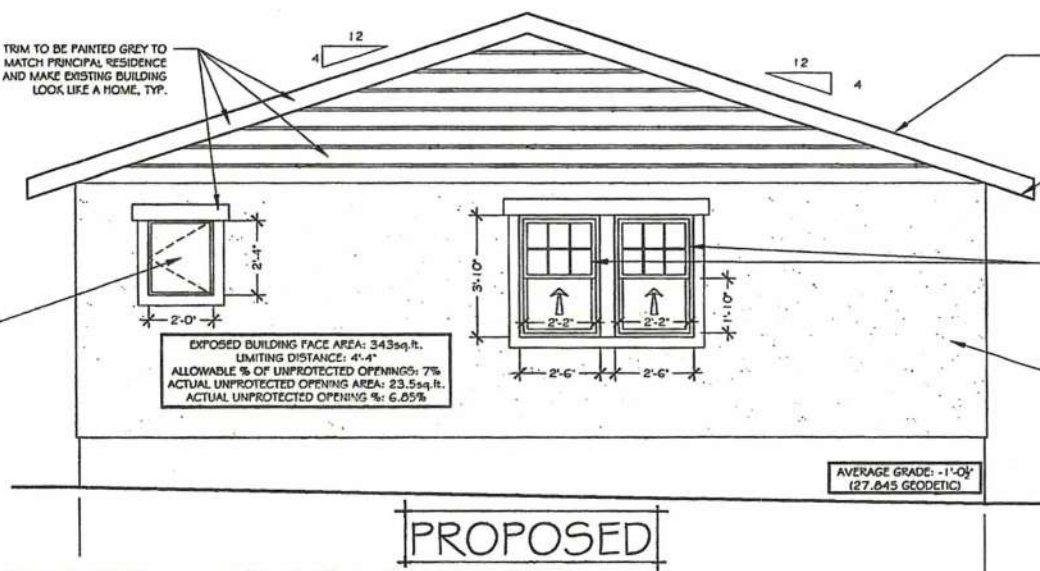 TRIM TO BE PAINTED GREY TO
MATCH PRINCIPAL RESIDENCE
AND MAKE EXISTING BUILDING
LOOK LIKE A HOME, TYP.
12
4
12
4
2'-4"
2'-0"
3'-10"
2'-2"
2'-2"
1'-10"
2'-6"
2'-6"
EXPOSED BUILDING FACE AREA: 343sq.ft.
LIMITING DISTANCE: 4'-4"
ALLOWABLE % OF UNPROTECTED OPENINGS: 7%
ACTUAL UNPROTECTED OPENING AREA: 23.5sq.ft.
ACTUAL UNPROTECTED OPENING %: 6.85%
AVERAGE GRADE: -1'-0½"
(27.845 GEODETIC)
PROPOSED